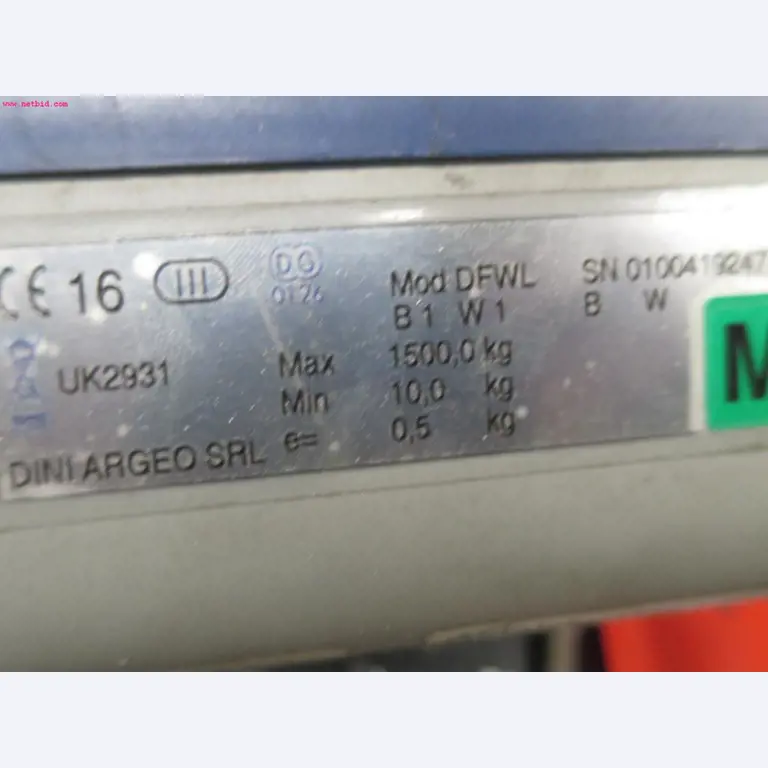 www.netbid.com
CE 16 III DG 0126 Mod DFWL SN 0100419247
B 1 W 1 B W
UK2931 Max 1500,0 kg M
Min 10,0 kg
DINI ARGEO SRL e= 0,5 kg